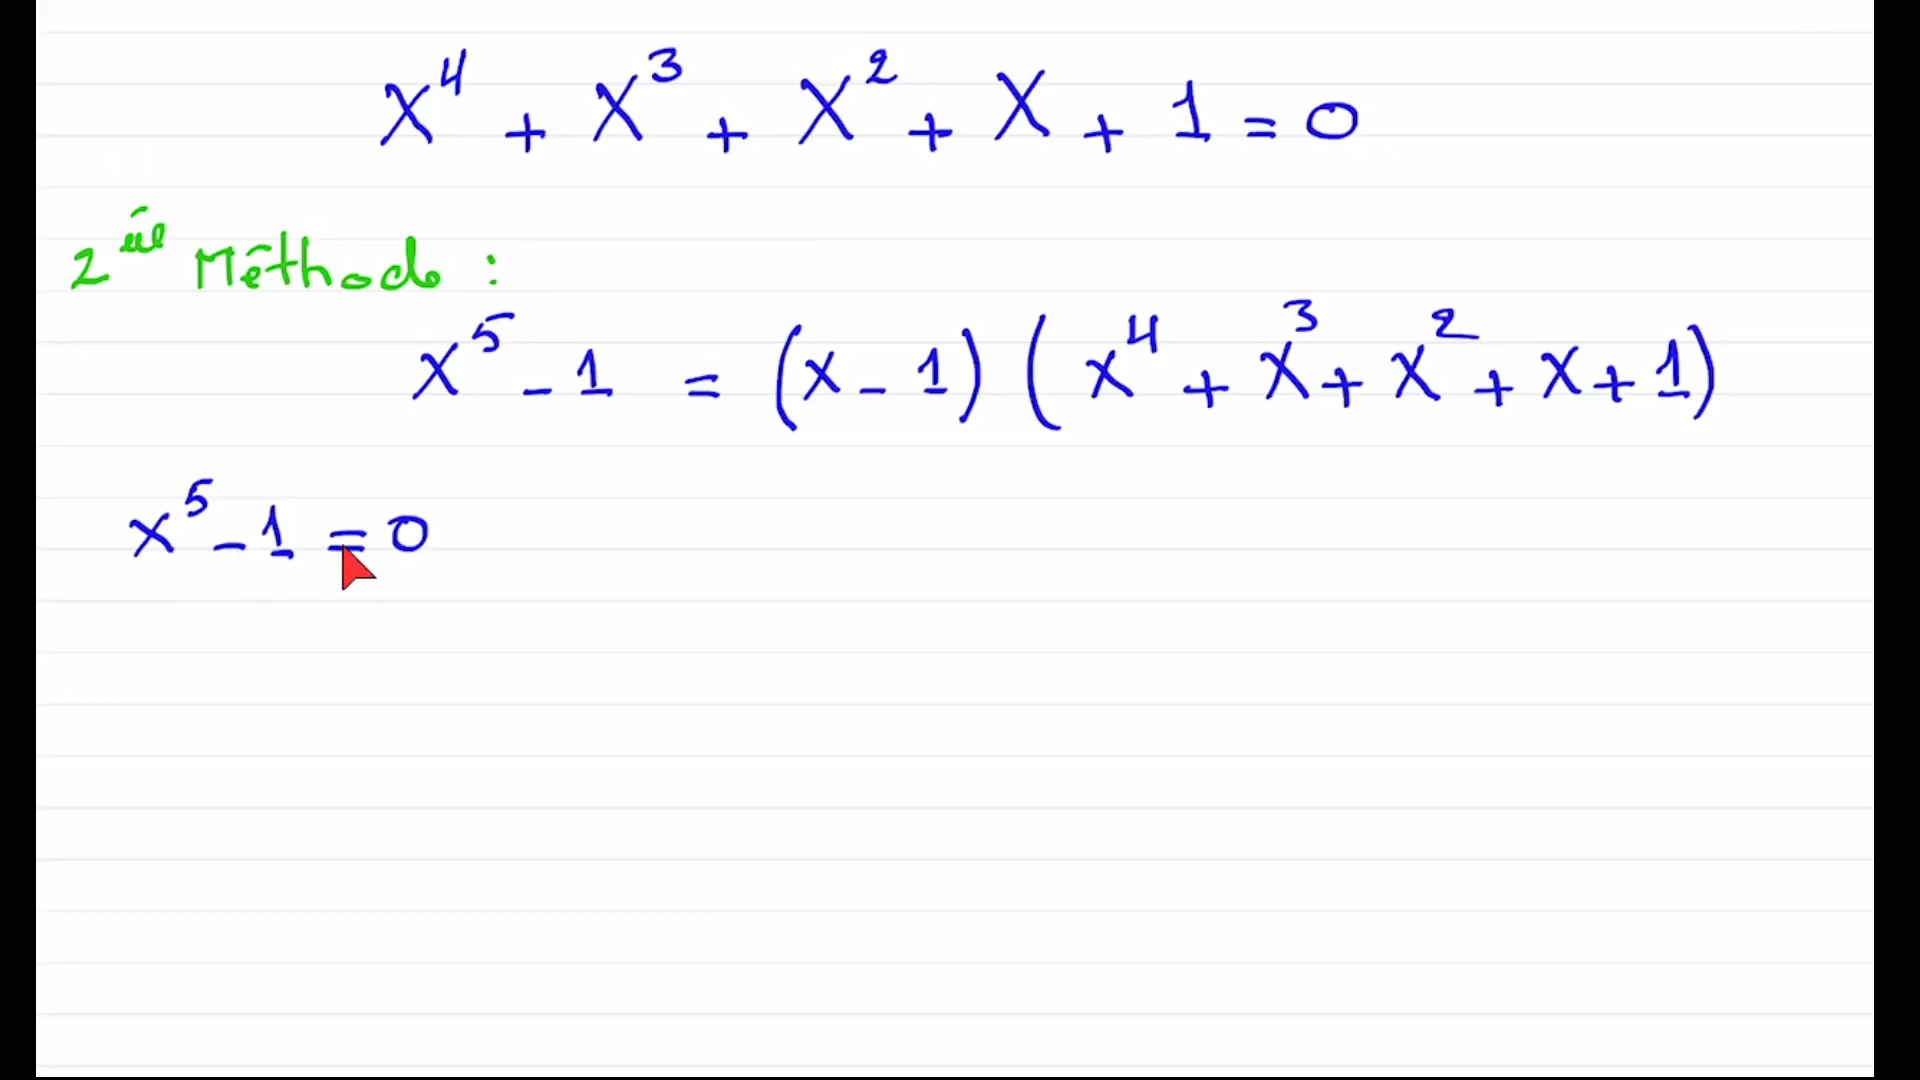 X⁴ + X³ + X² + X + 1 = 0
2ème Méthode :
x⁵ - 1 = (x - 1) (x⁴ + x³ + x² + x + 1)
x⁵ - 1 = 0